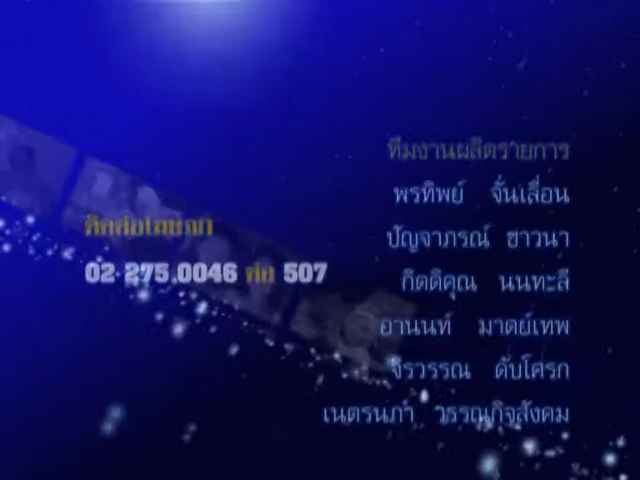 ติดต่อโฆษณา
02 275.0046 ต่อ 507
ทีมงานผลิตรายการ
พรทิพย์ จั่นเลื่อน
ปัญจาภรณ์ ชาวนา
กิตติคุณ นนทะลี
อานนท์ มาตย์เทพ
จิรวรรณ ดับโศรก
เนตรนภา วรรณกิจสังคม